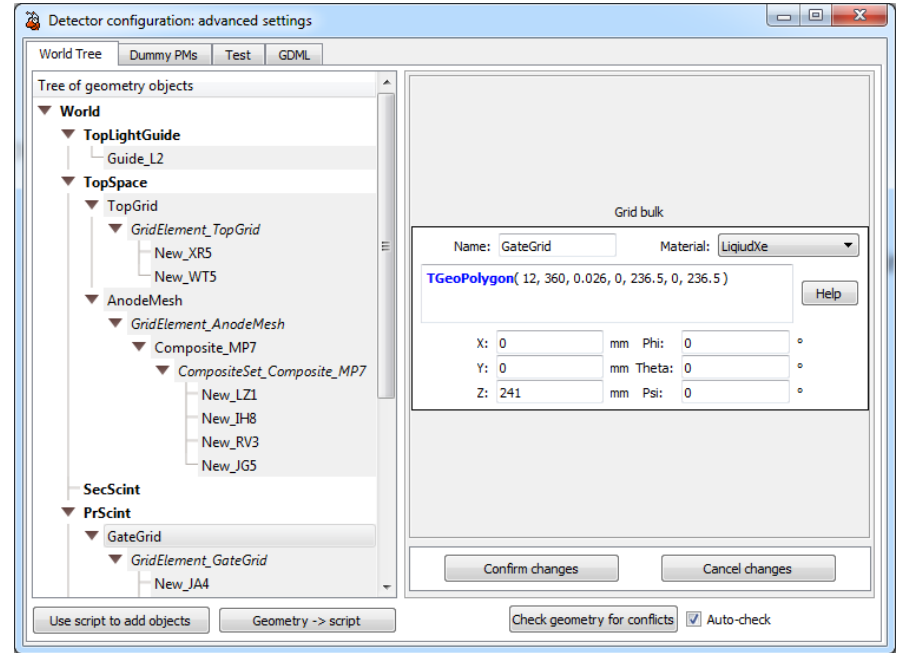 Detector configuration: advanced settings
World Tree Dummy PMs Test GDML
Tree of geometry objects
World
TopLightGuide
Guide_L2
TopSpace
TopGrid
GridElement_TopGrid
New_XR5
New_WT5
AnodeMesh
GridElement_AnodeMesh
Composite_MP7
CompositeSet_Composite_MP7
New_LZ1
New_IH8
New_RV3
New_JG5
SecScint
PrScint
GateGrid
GridElement_GateGrid
New_JA4
Grid bulk
Name: GateGrid Material: LiqiudXe
TGeoPolygon( 12, 360, 0.026, 0, 236.5, 0, 236.5 )
Help
X: 0 mm Phi: 0 °
Y: 0 mm Theta: 0 °
Z: 241 mm Psi: 0 °
Confirm changes Cancel changes
Use script to add objects Geometry -> script Check geometry for conflicts Auto-check